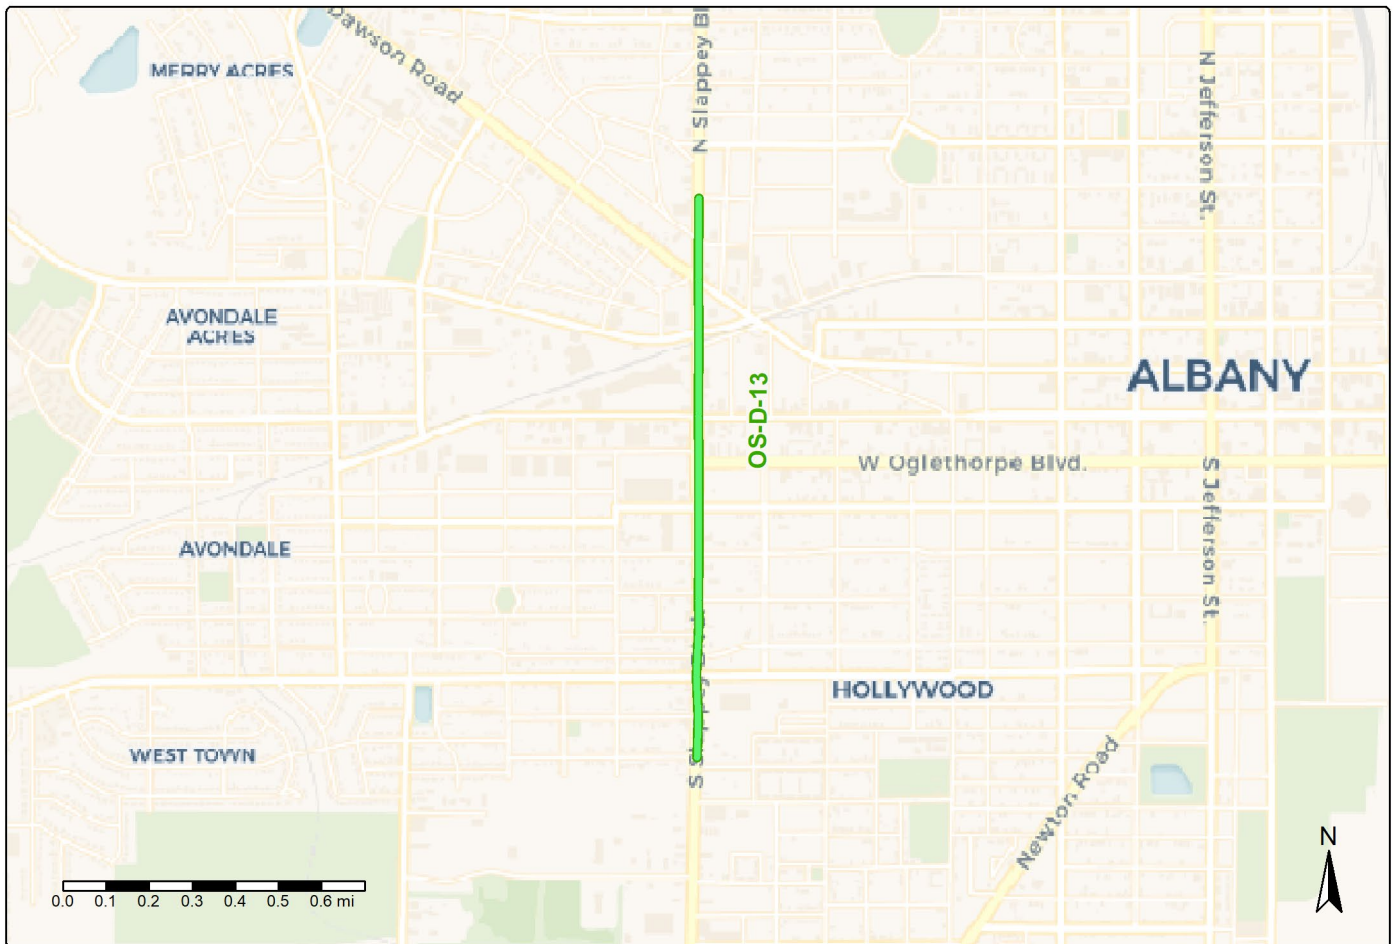 Dawson Road
N Slappey Bl
MERRY ACRES
N Jefferson St.
AVONDALE
ACRES
OS-D-13
ALBANY
W Oglethorpe Blvd.
S Jefferson St.
AVONDALE
HOLLYWOOD
WEST TOWN
S
Newton Road
N
0.0 0.1 0.2 0.3 0.4 0.5 0.6 mi